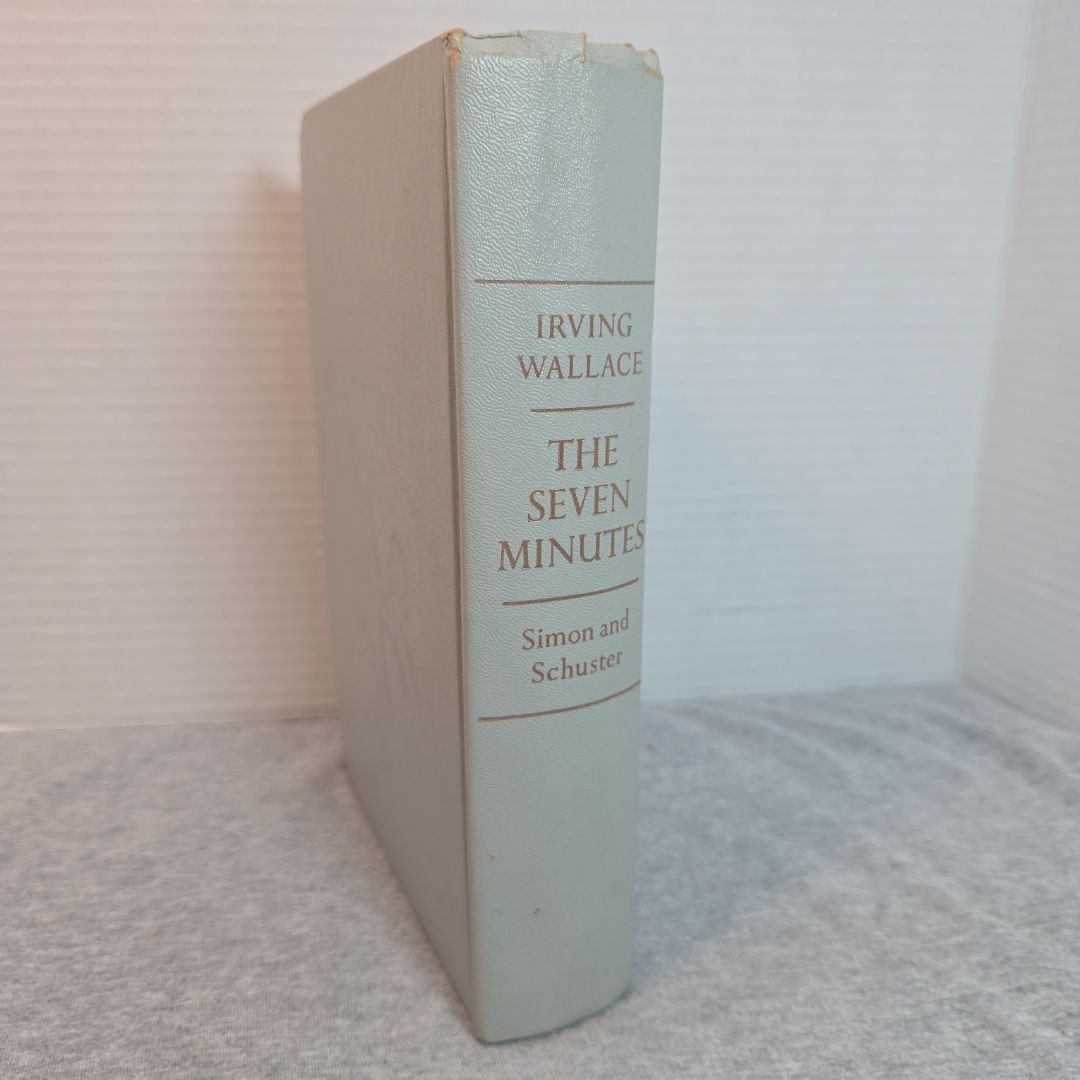 IRVING
WALLACE
THE
SEVEN
MINUTES
Simon and
Schuster